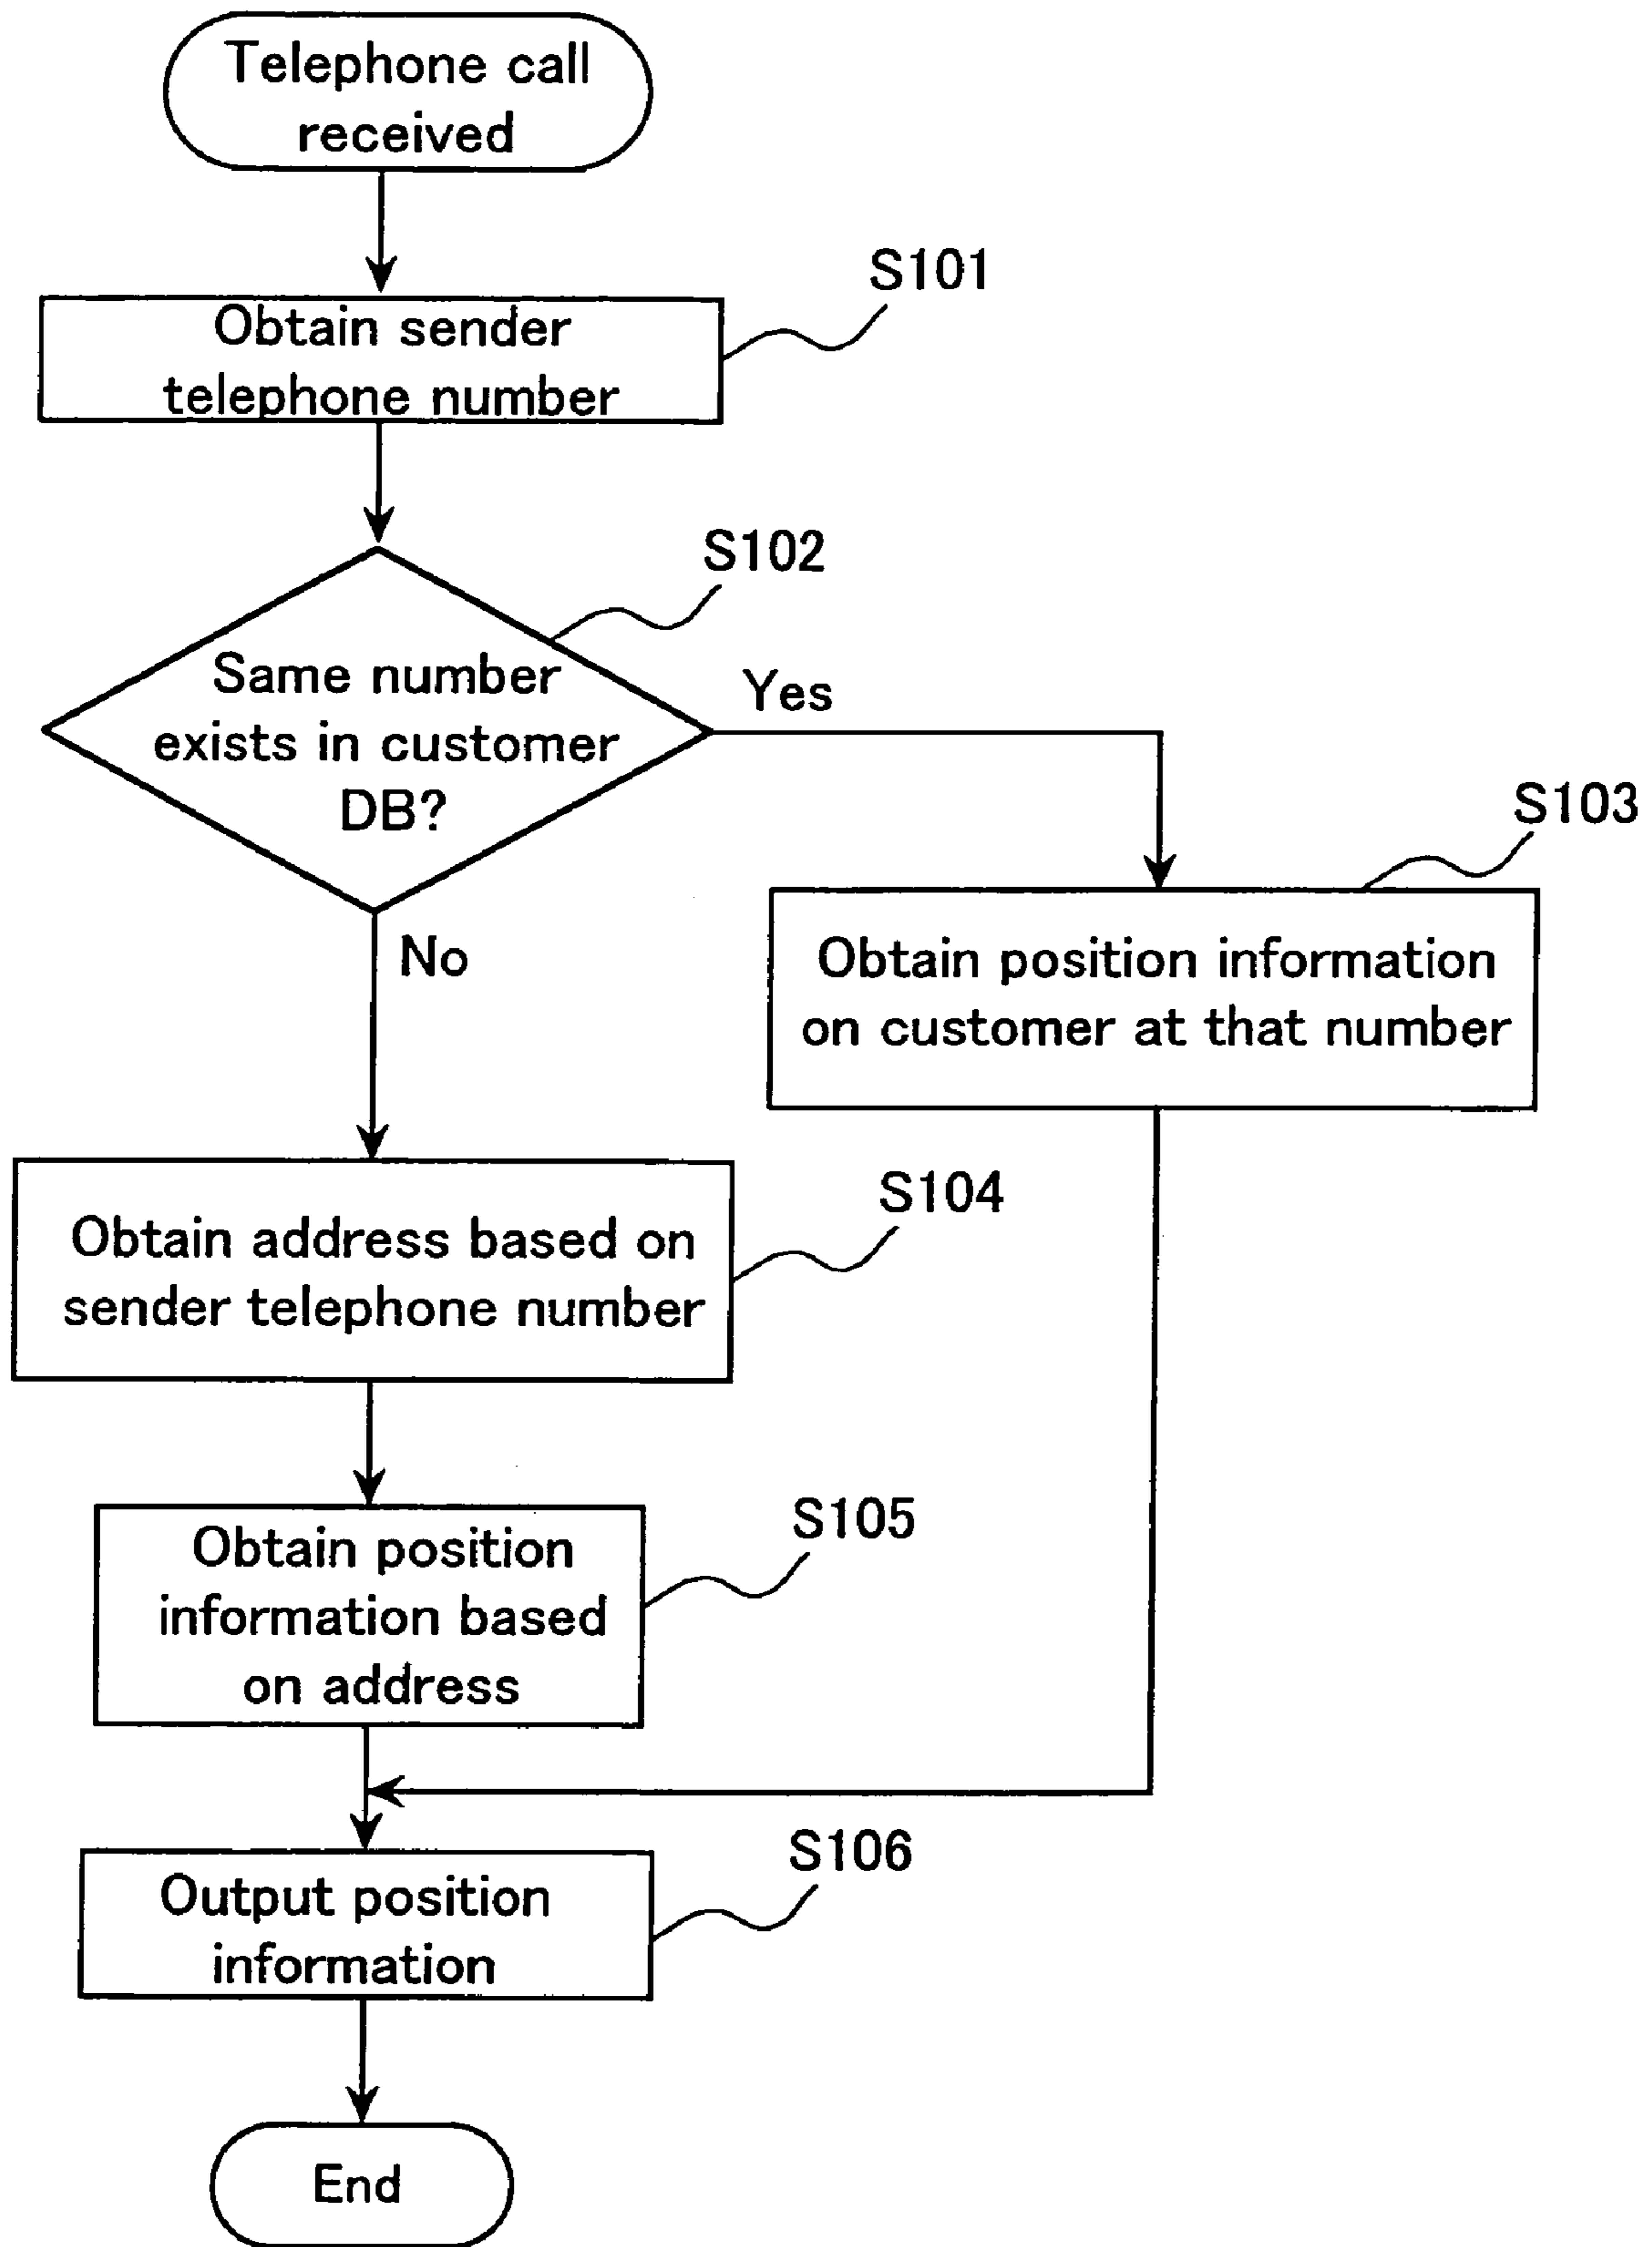 Telephone call
received
S101
Obtain sender
telephone number
S102
Same number
exists in customer
DB?
Yes
No
S103
Obtain position information
on customer at that number
S104
Obtain address based on
sender telephone number
S105
Obtain position
information based
on address
S106
Output position
information
End